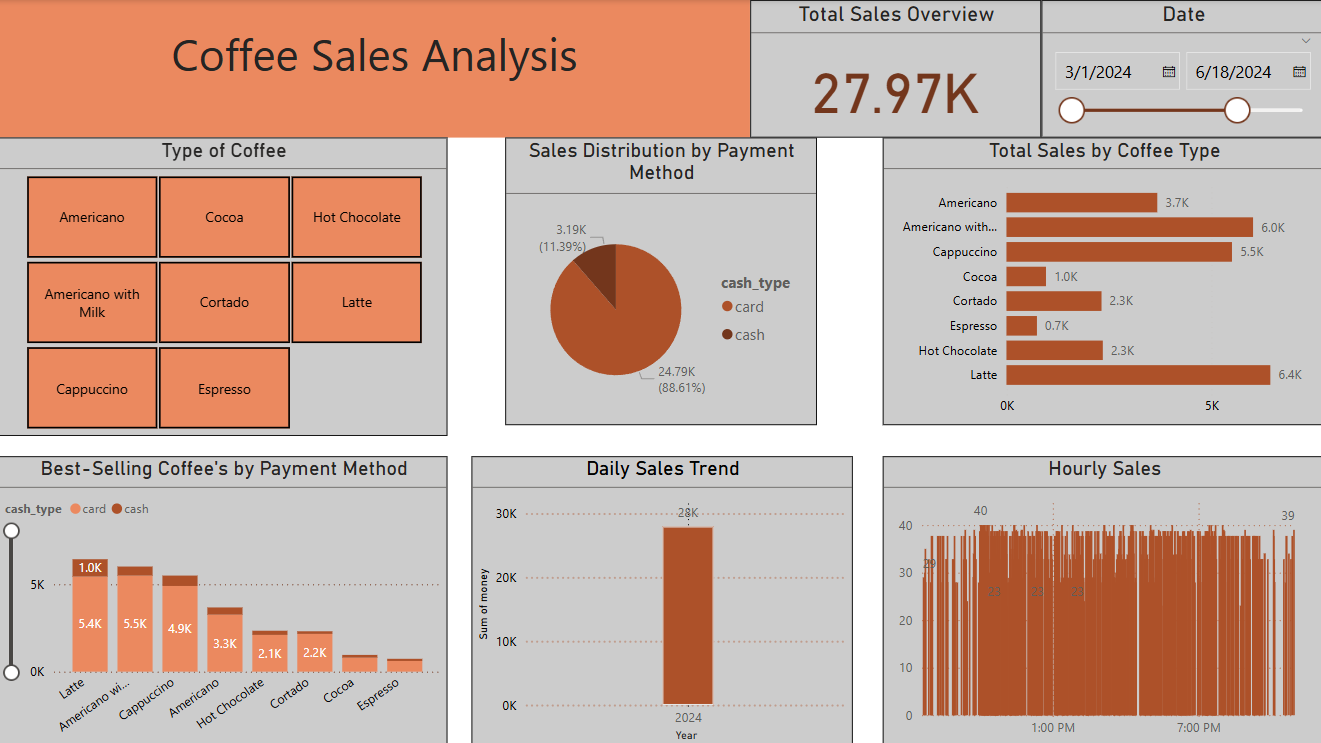 Coffee Sales Analysis
Total Sales Overview
27.97K
Date
3/1/2024
6/18/2024
Type of Coffee
Americano
Cocoa
Hot Chocolate
Americano with
Milk
Cortado
Latte
Cappuccino
Espresso
Sales Distribution by Payment
Method
3.19K
(11.39%)
24.79K
(88.61%)
cash_type
card
cash
Total Sales by Coffee Type
Americano 3.7K
Americano with... 6.0K
Cappuccino 5.5K
Cocoa 1.0K
Cortado 2.3K
Espresso 0.7K
Hot Chocolate 2.3K
Latte 6.4K
0K 5K
Best-Selling Coffee's by Payment Method
cash_type card cash
5K
0K
1.0K
5.4K
5.5K
4.9K
3.3K
2.1K
2.2K
Latte
Americano wi...
Cappuccino
Americano
Hot Chocolate
Cortado
Cocoa
Espresso
Daily Sales Trend
Sum of money
30K
20K
10K
0K
28K
2024
Year
Hourly Sales
40
30
20
10
0
40
39
29
23
23
23
1:00 PM 7:00 PM